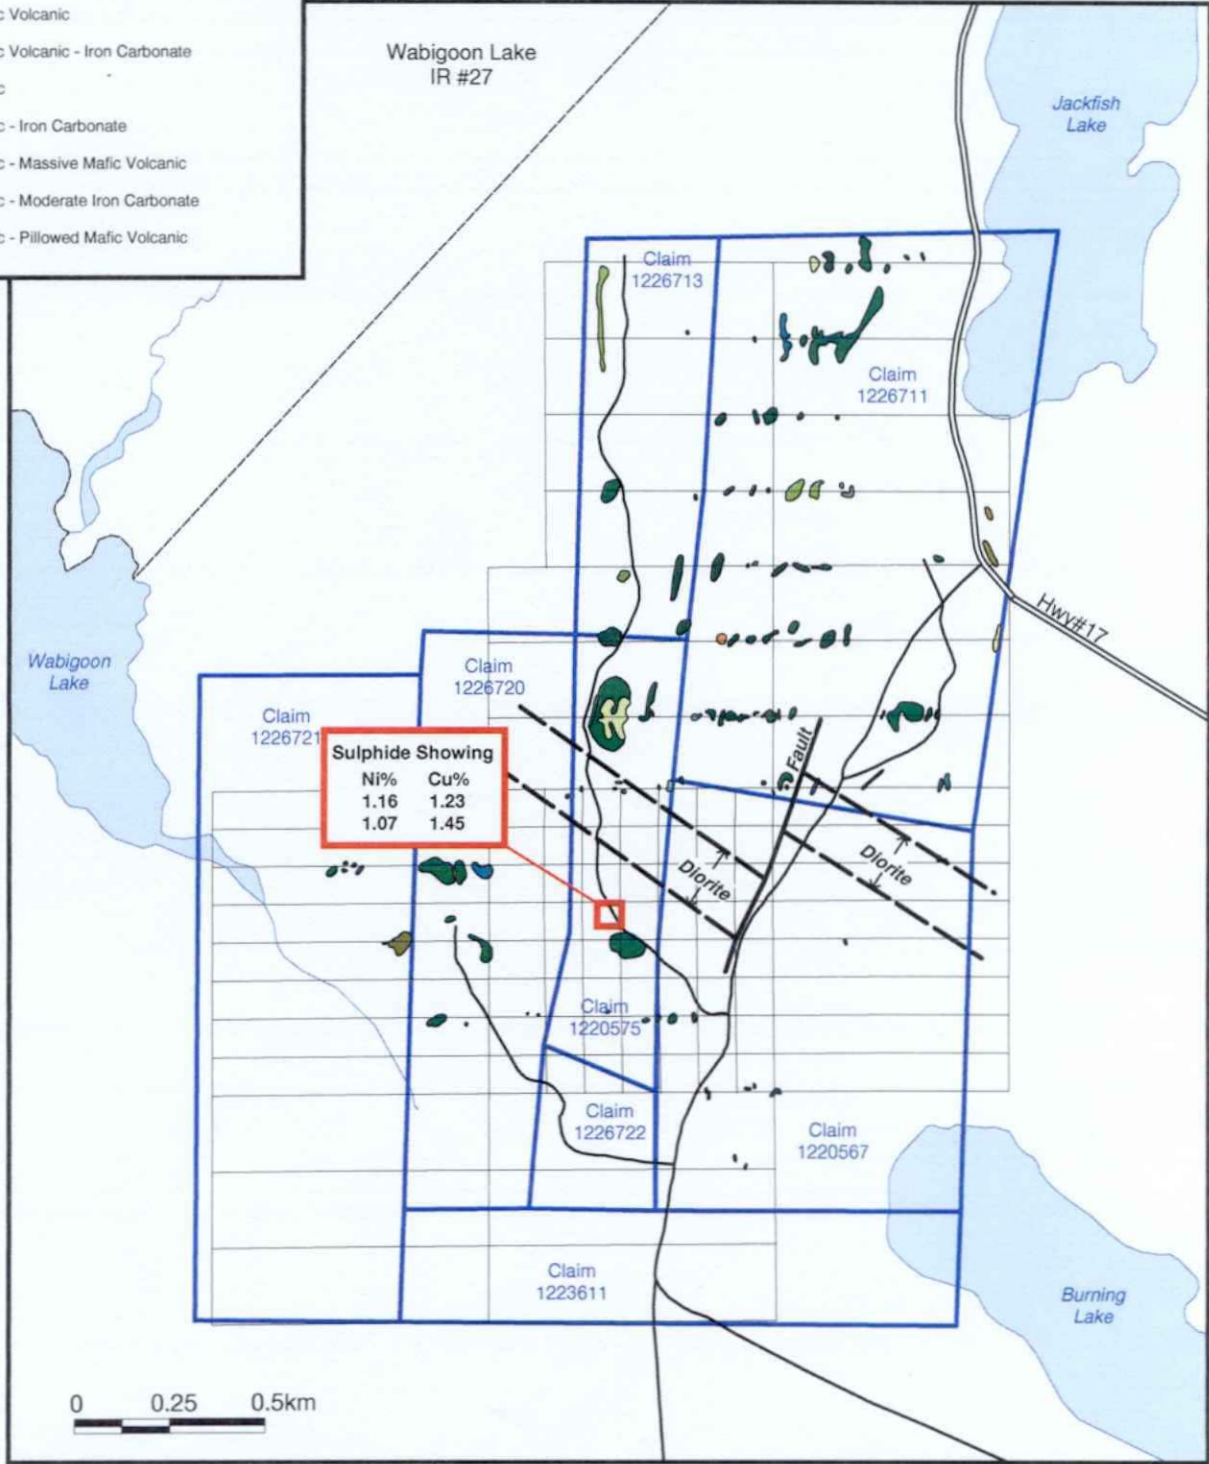 c Volcanic
c Volcanic - Iron Carbonate
c
c - Iron Carbonate
c - Massive Mafic Volcanic
c - Moderate Iron Carbonate
c - Pillowed Mafic Volcanic
Wabigoon Lake
IR #27
Jackfish
Lake
Claim
1226713
Claim
1226711
Hwy#17
Wabigoon
Lake
Claim
1226720
Claim
1226721
Sulphide Showing
Ni% Cu%
1.16 1.23
1.07 1.45
Fault
Diorite
Diorite
Claim
1220575
Claim
1226722
Claim
1220567
Claim
1223611
Burning
Lake
0 0.25 0.5km